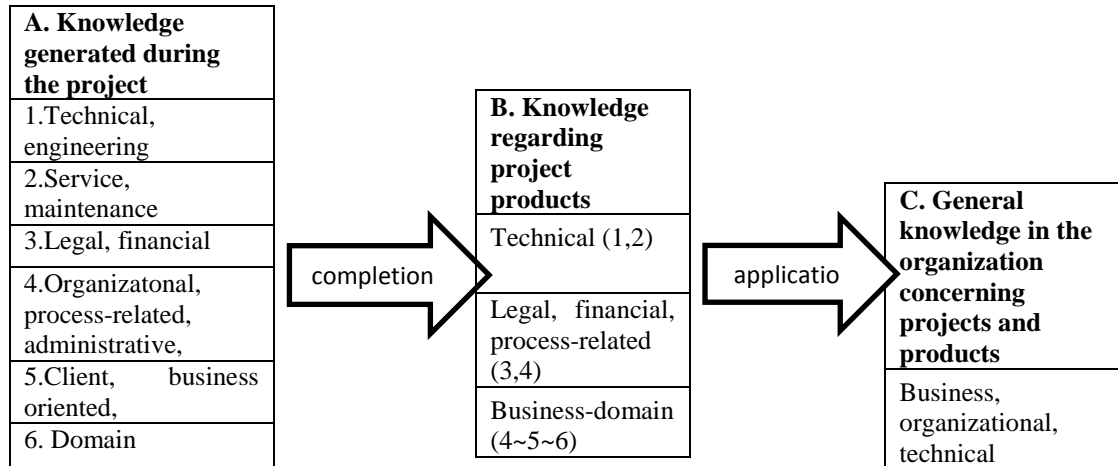 A. Knowledge
generated during
the project
1.Technical,
engineering
2.Service,
maintenance
3.Legal, financial
4.Organizatonal,
process-related,
administrative,
5.Client, business
oriented,
6. Domain
completion
B. Knowledge
regarding
project
products
Technical (1,2)
Legal, financial,
process-related
(3,4)
Business-domain
(4~5~6)
applicatio
C. General
knowledge in the
organization
concerning
projects and
products
Business,
organizational,
technical